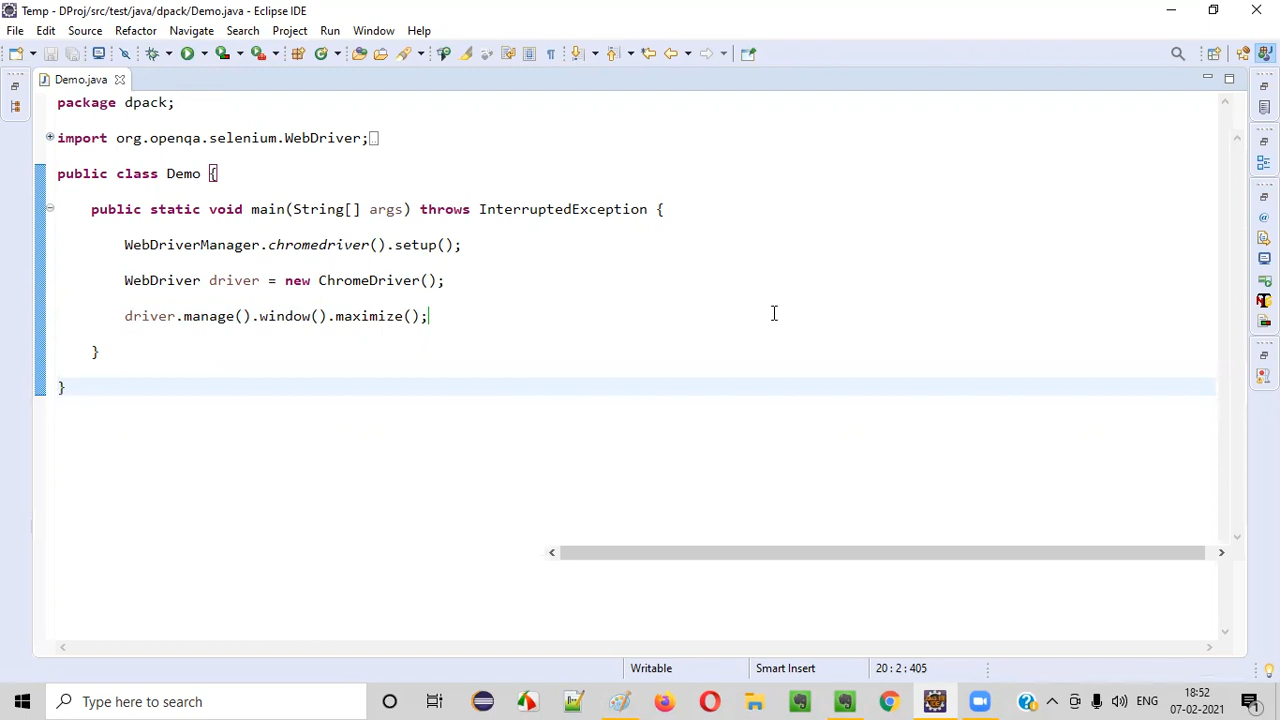 Temp - DProj/src/test/java/dpack/Demo.java - Eclipse IDE
File Edit Source Refactor Navigate Search Project Run Window Help
Demo.java
package dpack;
import org.openqa.selenium.WebDriver;
public class Demo {
public static void main(String[] args) throws InterruptedException {
WebDriverManager.chromedriver().setup();
WebDriver driver = new ChromeDriver();
driver.manage().window().maximize();
}
}
Writable Smart Insert 20 : 2 : 405
Type here to search
ENG
18:52
07-02-2021